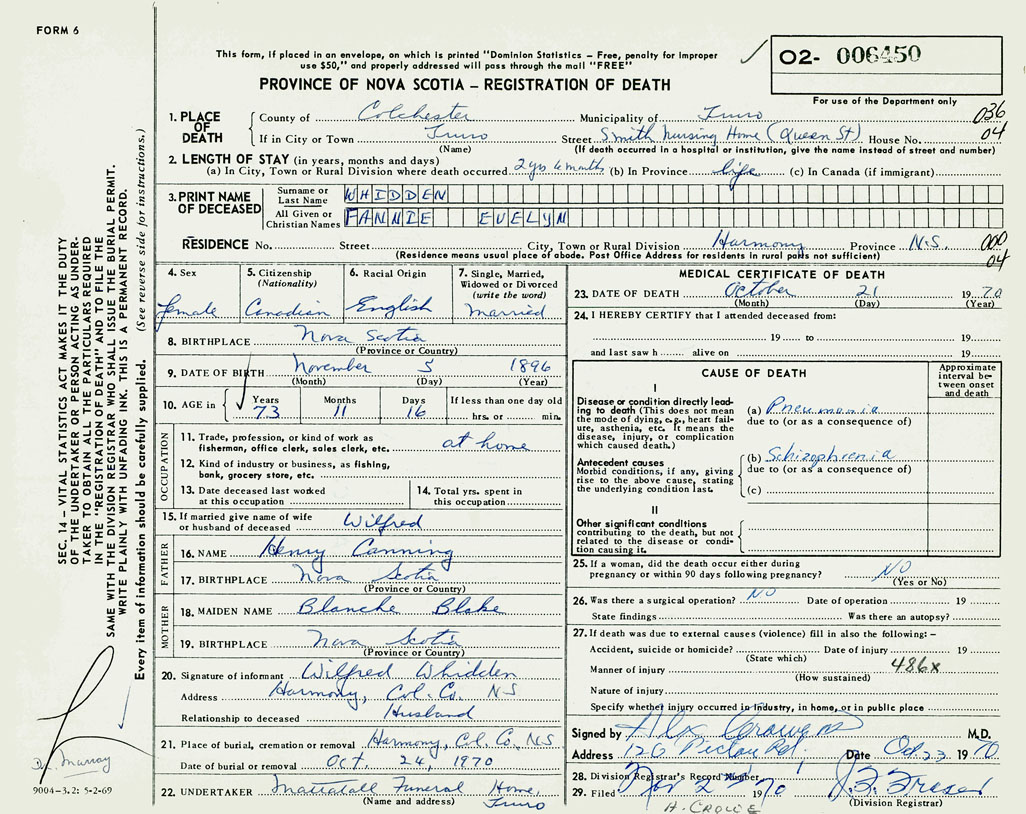 FORM 6
This form, if placed in an envelope, on which is printed "Dominion Statistics – Free, penalty for improper
use $50," and properly addressed will pass through the mail "FREE"
O2- 006450
PROVINCE OF NOVA SCOTIA – REGISTRATION OF DEATH
For use of the Department only
1. PLACE OF DEATH County of Colchester Municipality of Truro 036
If in City or Town Truro Street Smith Nursing Home (Queen St) House No. 04
(Name) (If death occurred in a hospital or institution, give the name instead of street and number)
2. LENGTH OF STAY (in years, months and days)
(a) In City, Town or Rural Division where death occurred 2 yrs 6 months (b) In Province life (c) In Canada (if immigrant)
3. PRINT NAME OF DECEASED Surname or Last Name WHIDDEN
All Given or Christian Names FANNIE EVELYN
RESIDENCE No. Street City, Town or Rural Division Harmony Province N.S. 000
(Residence means usual place of abode. Post Office Address for residents in rural parts not sufficient) 04
4. Sex female
5. Citizenship (Nationality) Canadian
6. Racial Origin English
7. Single, Married, Widowed or Divorced (write the word) Married
8. BIRTHPLACE Nova Scotia
(Province or Country)
9. DATE OF BIRTH November 5 1896
(Month) (Day) (Year)
10. AGE in Years 73 Months 11 Days 16 If less than one day old hrs. or min.
OCCUPATION
11. Trade, profession, or kind of work as
fisherman, office clerk, sales clerk, etc. at home
12. Kind of industry or business, as fishing,
bank, grocery store, etc.
13. Date deceased last worked
at this occupation
14. Total yrs. spent in
this occupation
15. If married give name of wife
or husband of deceased Wilfred
FATHER
16. NAME Henry Canning
17. BIRTHPLACE Nova Scotia
(Province or Country)
MOTHER
18. MAIDEN NAME Blanche Blake
19. BIRTHPLACE Nova Scotia
(Province or Country)
20. Signature of informant Wilfred Whidden
Address Harmony, Col. Co. NS
Relationship to deceased Husband
21. Place of burial, cremation or removal Harmony, Col. Co, NS
Date of burial or removal Oct. 24, 1970
22. UNDERTAKER Mattatall Funeral Home,
(Name and address) Truro
MEDICAL CERTIFICATE OF DEATH
23. DATE OF DEATH October 21 1970
(Month) (Day) (Year)
24. I HEREBY CERTIFY that I attended deceased from:
19 to 19
and last saw h alive on 19
CAUSE OF DEATH
Approximate interval between onset and death
I
Disease or condition directly leading to death (This does not mean the mode of dying, e.g., heart failure, asthenia, etc. It means the disease, injury, or complication which caused death.)
(a) Pneumonia
due to (or as a consequence of)
Antecedent causes
Morbid conditions, if any, giving rise to the above cause, stating the underlying condition last.
(b) Schizophrenia
due to (or as a consequence of)
(c)
II
Other significant conditions
contributing to the death, but not related to the disease or condition causing it.
25. If a woman, did the death occur either during
pregnancy or within 90 days following pregnancy? NO
(Yes or No)
26. Was there a surgical operation? NO Date of operation 19
State findings Was there an autopsy?
27. If death was due to external causes (violence) fill in also the following: –
Accident, suicide or homicide? Date of injury 19
(State which)
Manner of injury 486x
(How sustained)
Nature of injury
Specify whether injury occurred in industry, in home, or in public place
Signed by M.D.
Address 126 Pictou Rd. Date Oct 23 1970
28. Division Registrar's Record Number
29. Filed Nov 2 1970 J. F. Fraser
H. CROWE (Division Registrar)
SEC. 14 – VITAL STATISTICS ACT MAKES IT THE DUTY
OF THE UNDERTAKER OR PERSON ACTING AS UNDERTAKER TO OBTAIN ALL THE PARTICULARS REQUIRED
IN THE "REGISTRATION OF DEATH" AND TO FILE THE
SAME WITH THE DIVISION REGISTRAR WHO SHALL ISSUE THE BURIAL PERMIT.
WRITE PLAINLY WITH UNFADING INK. THIS IS A PERMANENT RECORD.
Every item of information should be carefully supplied. (See reverse side for instructions.)
Dr. Murray
9004-3.2: 5-2-69